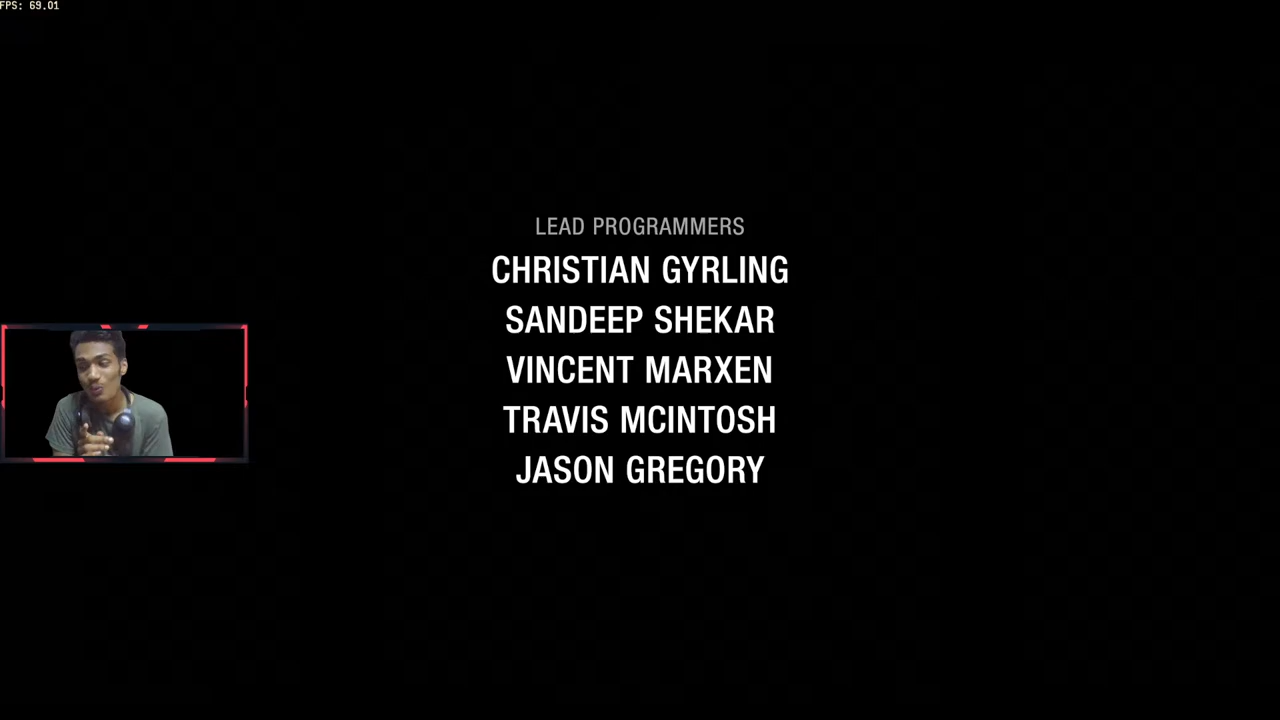 FPS: 69.01
LEAD PROGRAMMERS
CHRISTIAN GYRLING
SANDEEP SHEKAR
VINCENT MARXEN
TRAVIS MCINTOSH
JASON GREGORY